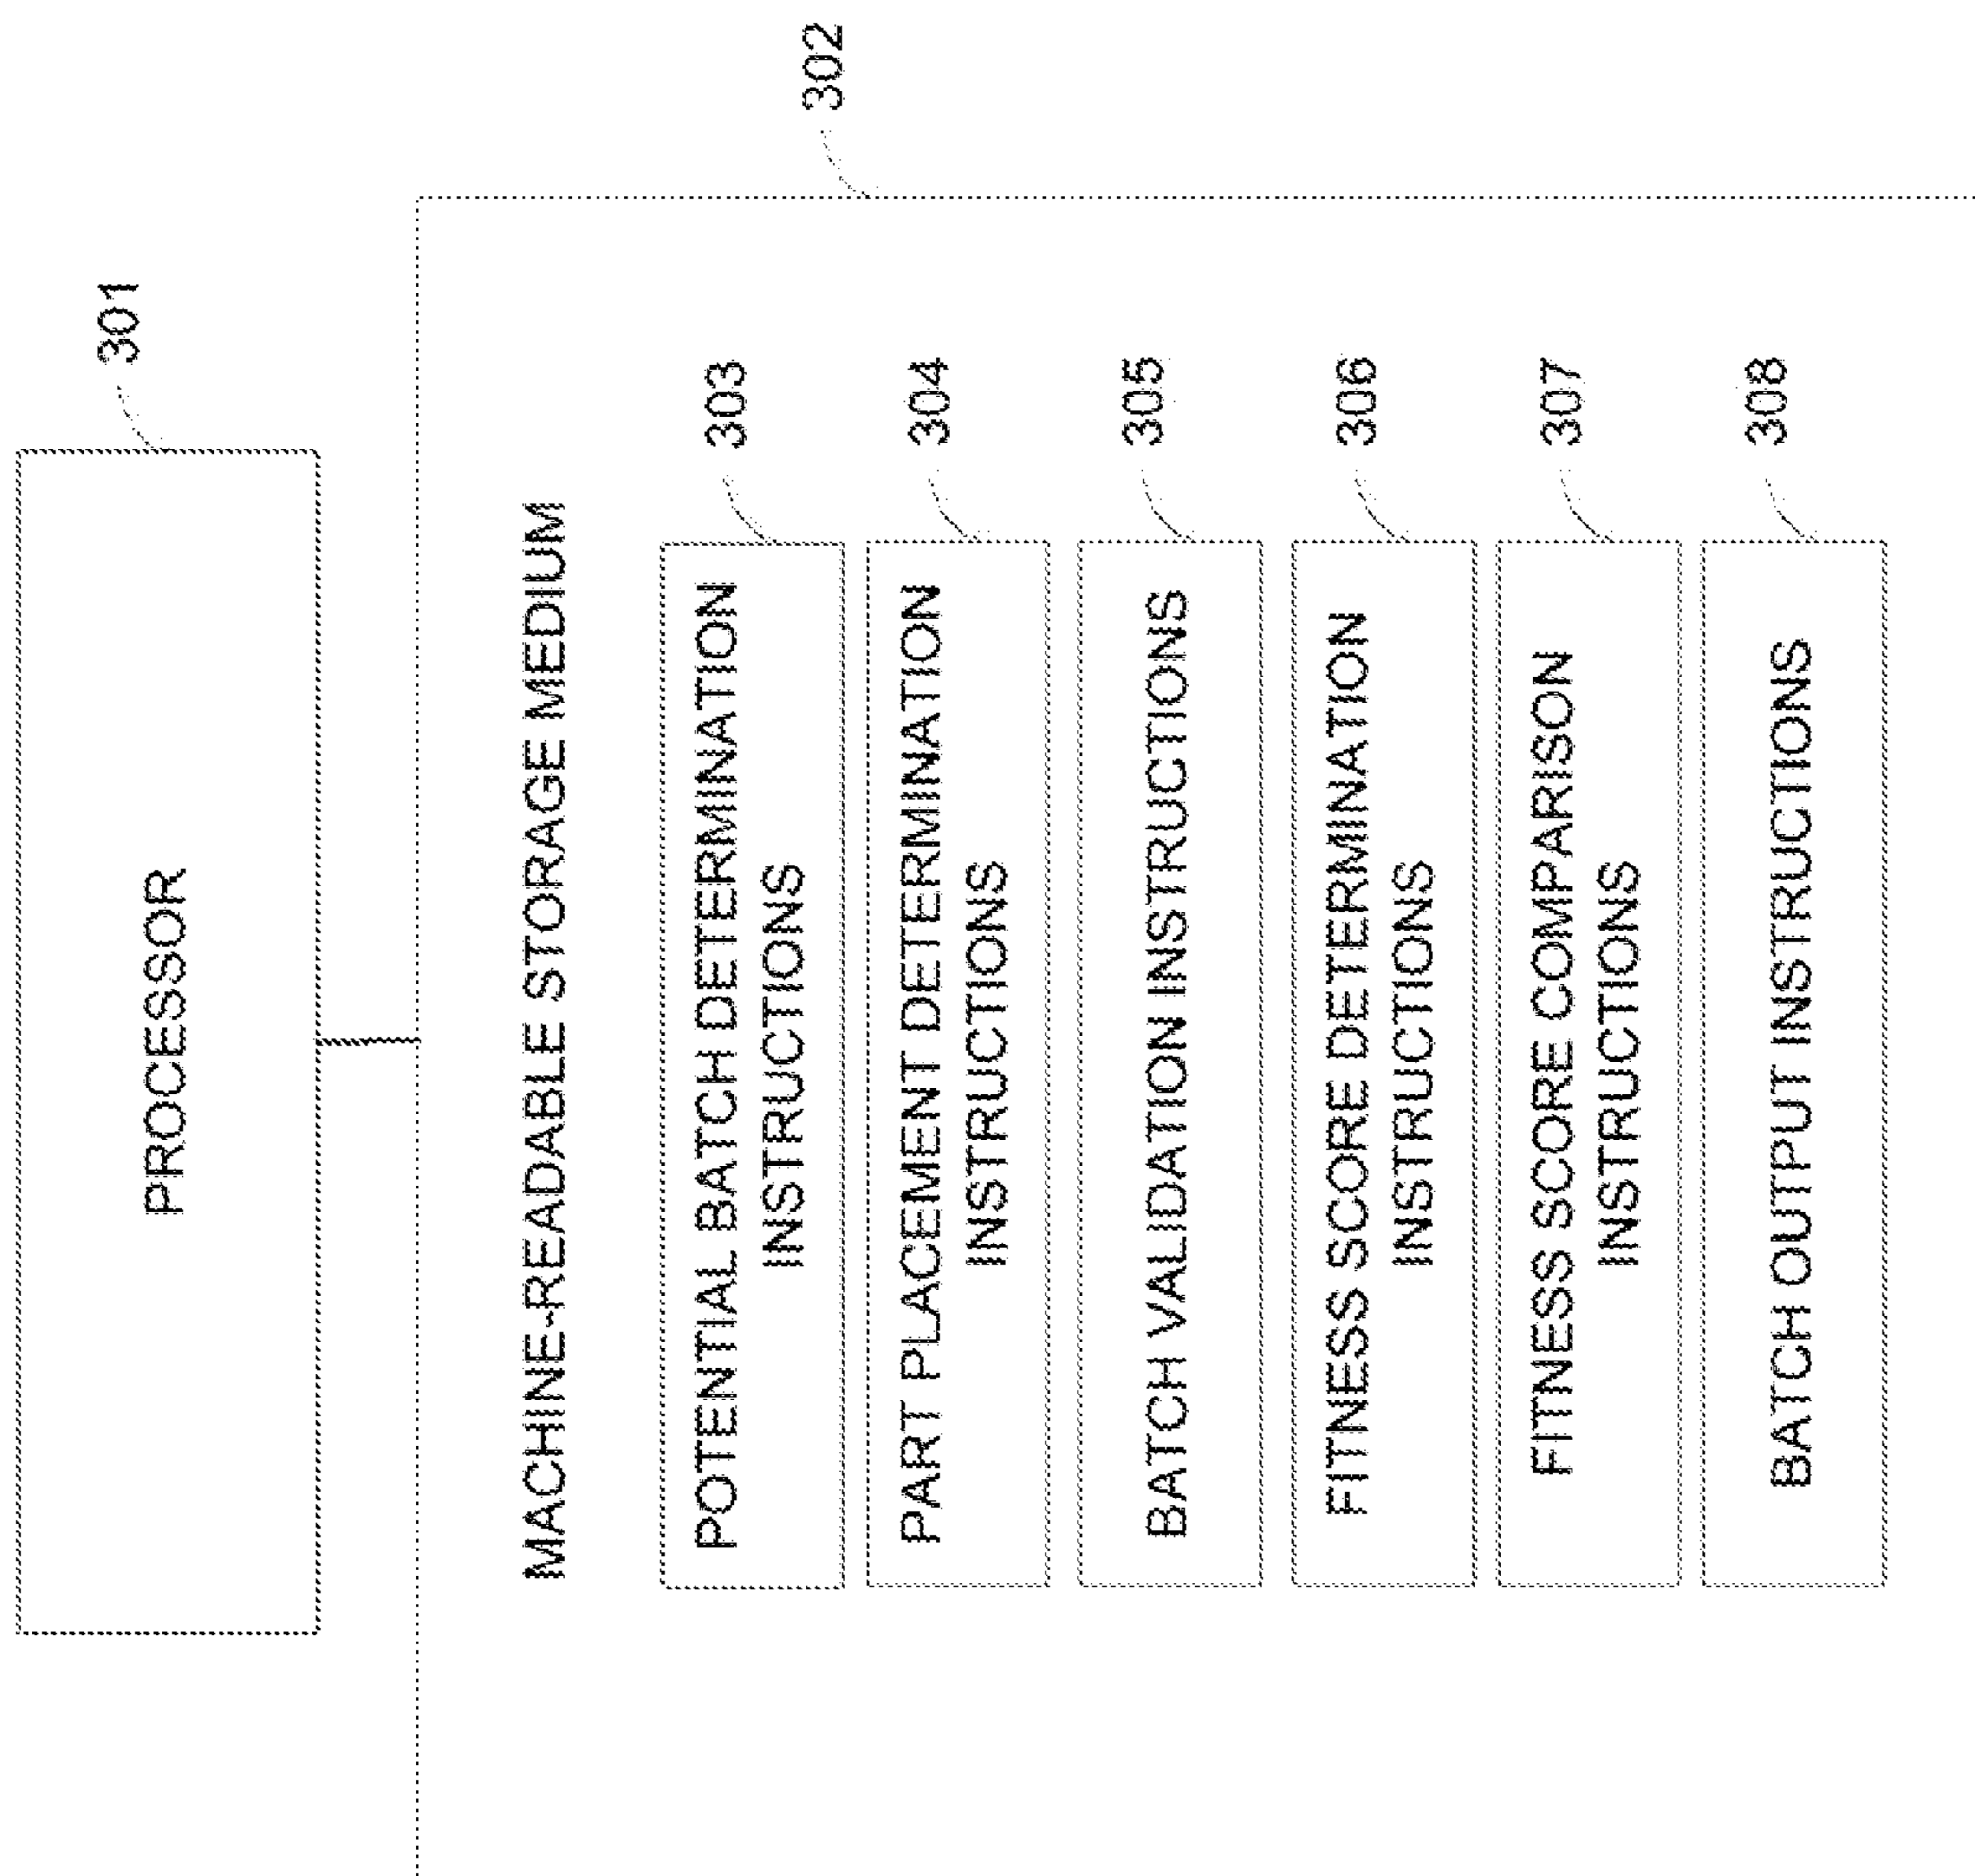 301
PROCESSOR
302
MACHINE-READABLE STORAGE MEDIUM
303
POTENTIAL BATCH DETERMINATION
INSTRUCTIONS
304
PART PLACEMENT DETERMINATION
INSTRUCTIONS
305
BATCH VALIDATION INSTRUCTIONS
306
FITNESS SCORE DETERMINATION
INSTRUCTIONS
307
FITNESS SCORE COMPARISON
INSTRUCTIONS
308
BATCH OUTPUT INSTRUCTIONS